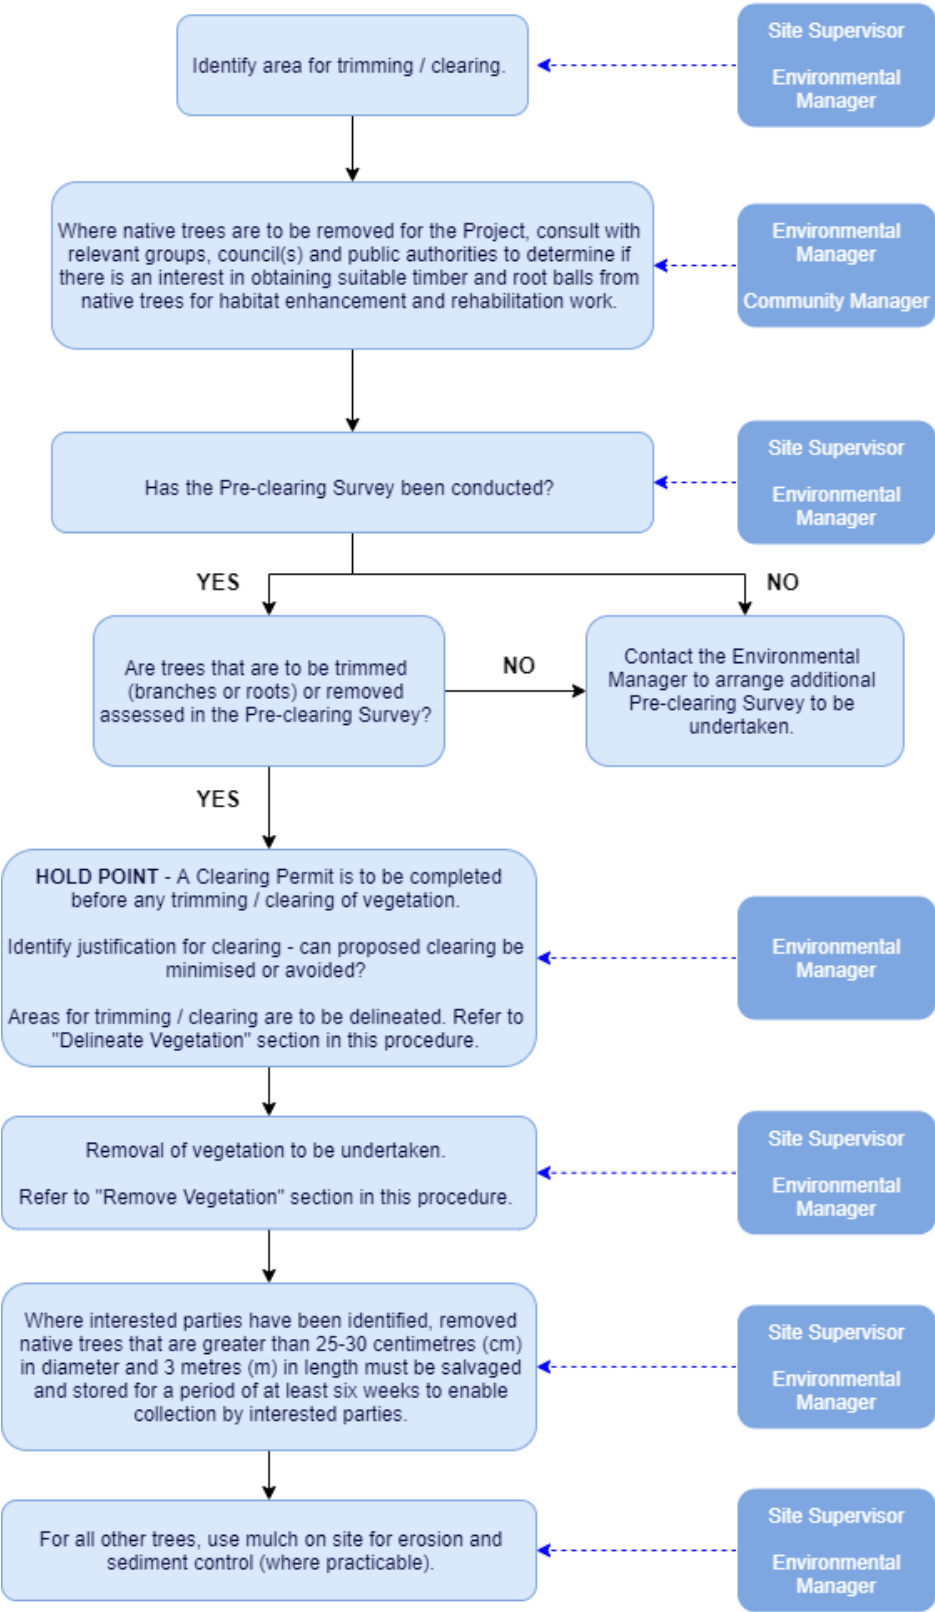 Identify area for trimming / clearing.
Site Supervisor
Environmental
Manager
Where native trees are to be removed for the Project, consult with
relevant groups, council(s) and public authorities to determine if
there is an interest in obtaining suitable timber and root balls from
native trees for habitat enhancement and rehabilitation work.
Environmental
Manager
Community Manager
Has the Pre-clearing Survey been conducted?
Site Supervisor
Environmental
Manager
YES
NO
Are trees that are to be trimmed
(branches or roots) or removed
assessed in the Pre-clearing Survey?
NO
Contact the Environmental
Manager to arrange additional
Pre-clearing Survey to be
undertaken.
YES
HOLD POINT - A Clearing Permit is to be completed
before any trimming / clearing of vegetation.
Identify justification for clearing - can proposed clearing be
minimised or avoided?
Areas for trimming / clearing are to be delineated. Refer to
"Delineate Vegetation" section in this procedure.
Environmental
Manager
Removal of vegetation to be undertaken.
Refer to "Remove Vegetation" section in this procedure.
Site Supervisor
Environmental
Manager
Where interested parties have been identified, removed
native trees that are greater than 25-30 centimetres (cm)
in diameter and 3 metres (m) in length must be salvaged
and stored for a period of at least six weeks to enable
collection by interested parties.
Site Supervisor
Environmental
Manager
For all other trees, use mulch on site for erosion and
sediment control (where practicable).
Site Supervisor
Environmental
Manager